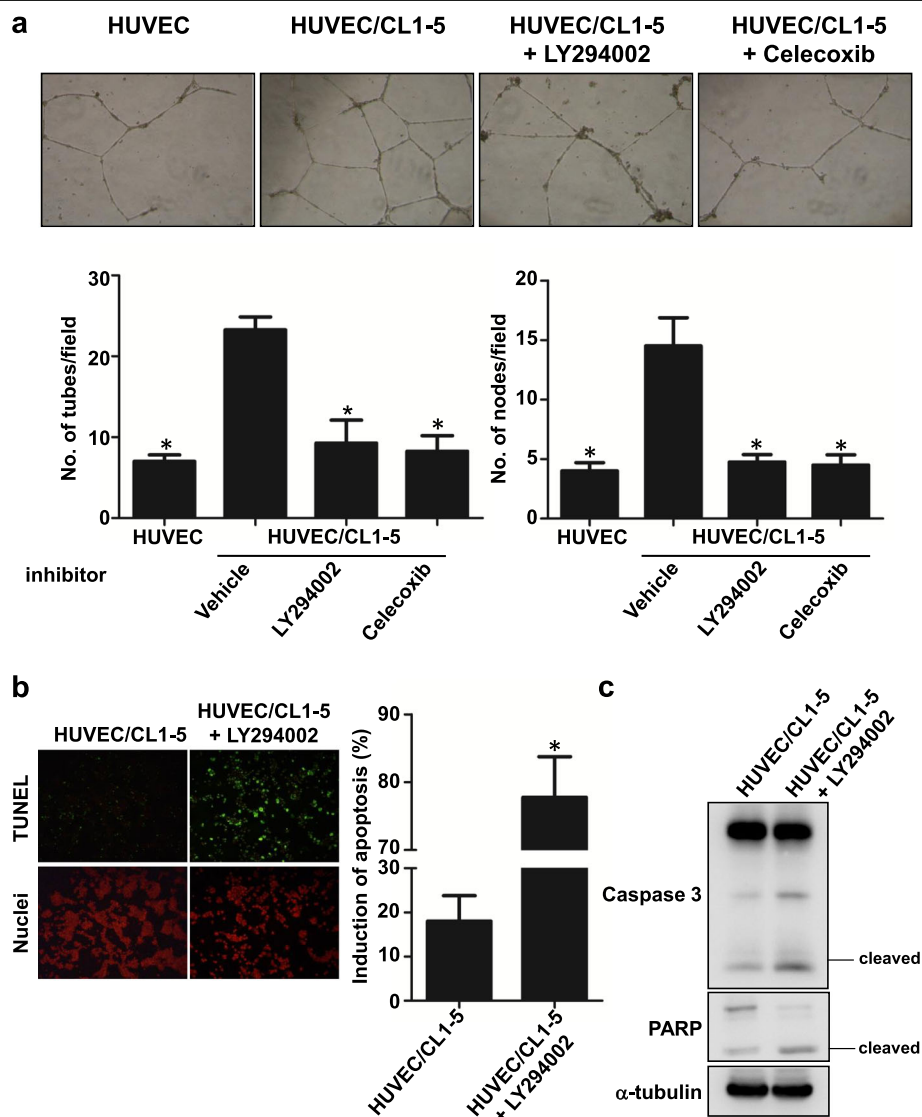 a
HUVEC
HUVEC/CL1-5
HUVEC/CL1-5
+ LY294002
HUVEC/CL1-5
+ Celecoxib
No. of tubes/field
30
20
10
0
*
*
*
HUVEC
HUVEC/CL1-5
inhibitor
Vehicle
LY294002
Celecoxib
No. of nodes/field
20
15
10
5
0
*
*
*
HUVEC
HUVEC/CL1-5
Vehicle
LY294002
Celecoxib
b
HUVEC/CL1-5
HUVEC/CL1-5
+ LY294002
TUNEL
Nuclei
Induction of apoptosis (%)
90
80
70
30
20
10
0
*
HUVEC/CL1-5
HUVEC/CL1-5
+ LY294002
c
HUVEC/CL1-5
HUVEC/CL1-5
+ LY294002
Caspase 3
cleaved
PARP
cleaved
α-tubulin